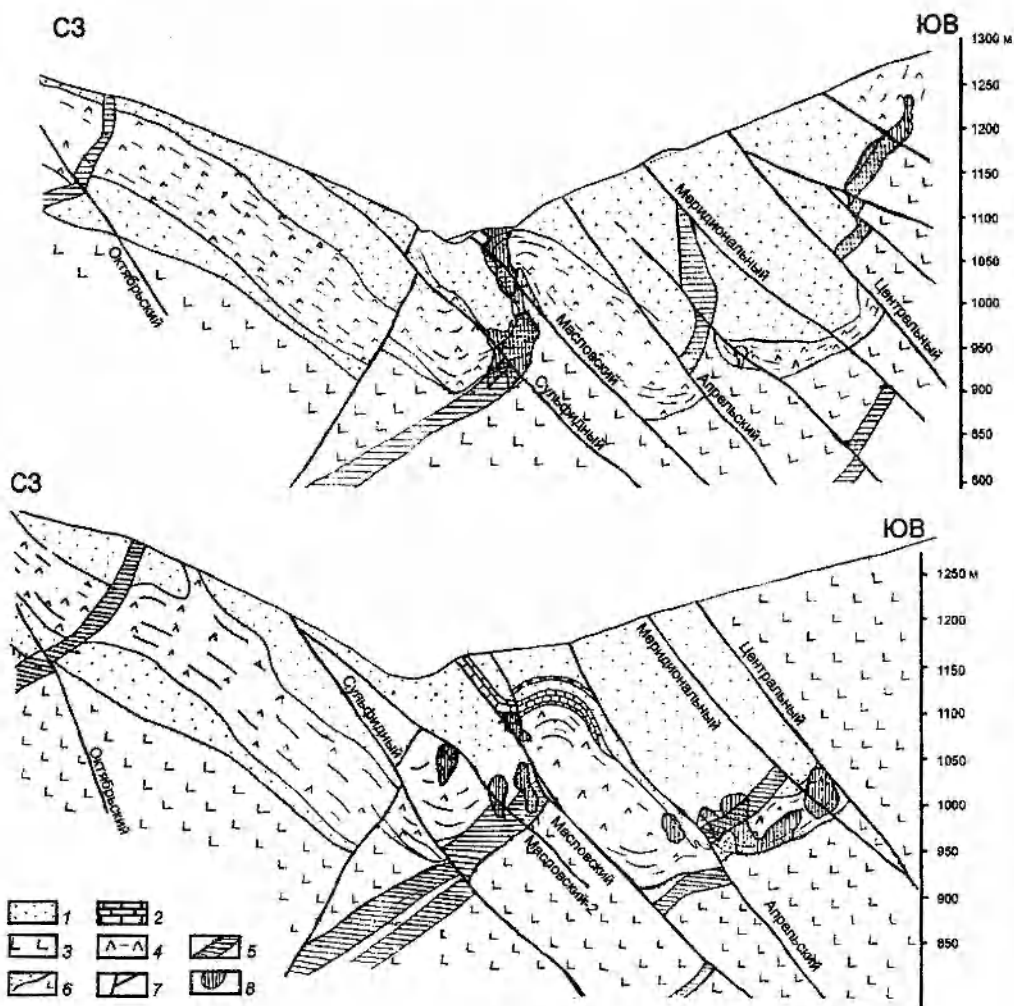 СЗ
ЮВ
1300 м
1250
1200
1150
1100
1050
1000
950
900
850
800
Октябрьский
Сульфидный
Масловский
Апрельский
Меридиональный
Центральный
СЗ
ЮВ
1250 м
1200
1150
1100
1050
1000
950
900
850
Октябрьский
Сульфидный
Масловский
Масловский-2
Апрельский
Меридиональный
Центральный
1 2
3 4 5
6 7 8